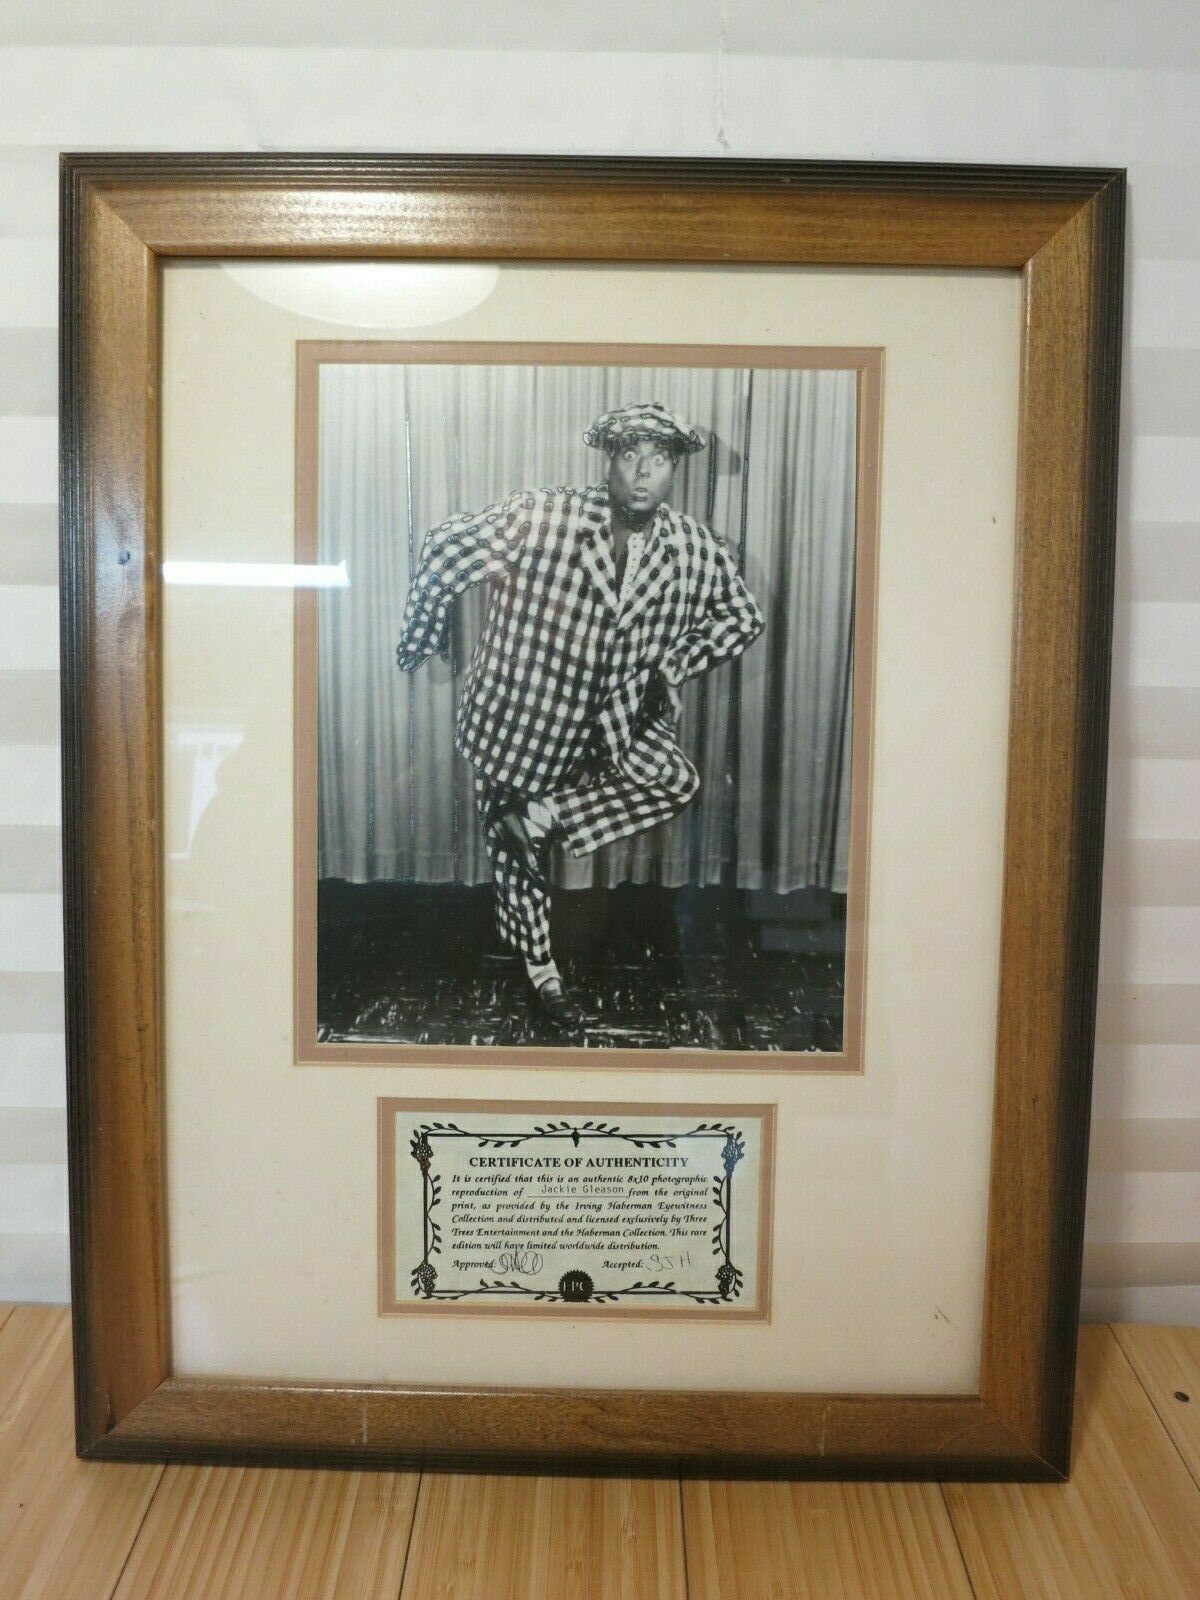 CERTIFICATE OF AUTHENTICITY
It is certified that this is an authentic 8x10 photographic
reproduction of Jackie Gleason from the original
print, as provided by the Irving Haberman Eyewitness
Collection and distributed and licensed exclusively by Three
Trees Entertainment and the Haberman Collection. This rare
edition will have limited worldwide distribution.
Approved: Accepted: SJH